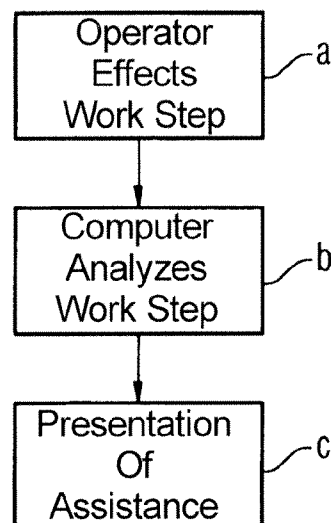 Operator
Effects
Work Step
a
Computer
Analyzes
Work Step
b
Presentation
Of
Assistance
c